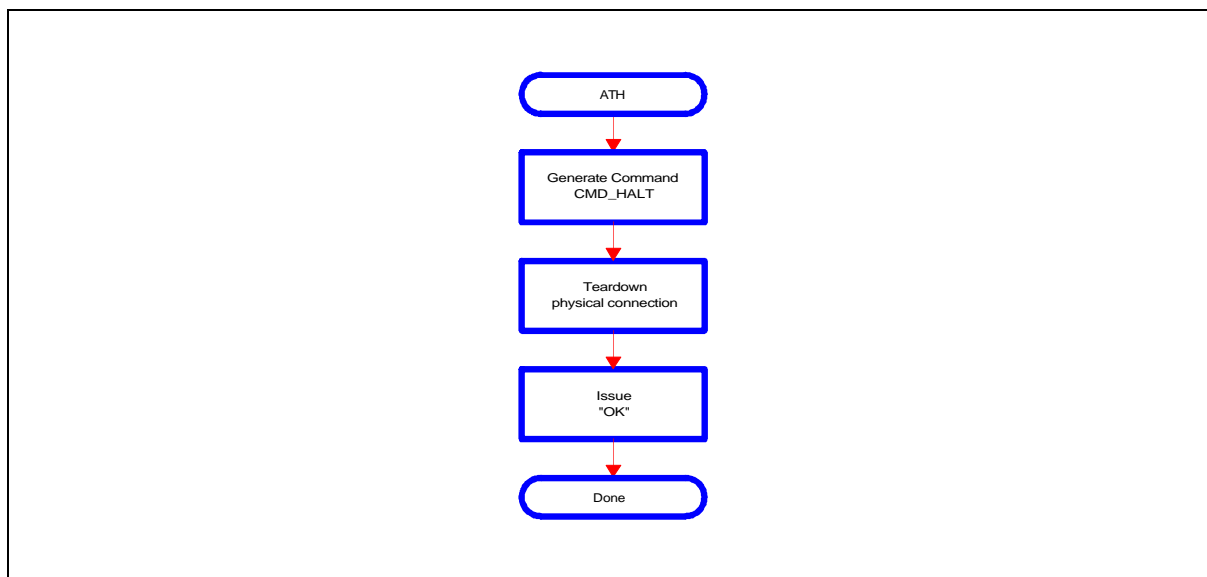 ATH
Generate Command
CMD_HALT
Teardown
physical connection
Issue
"OK"
Done